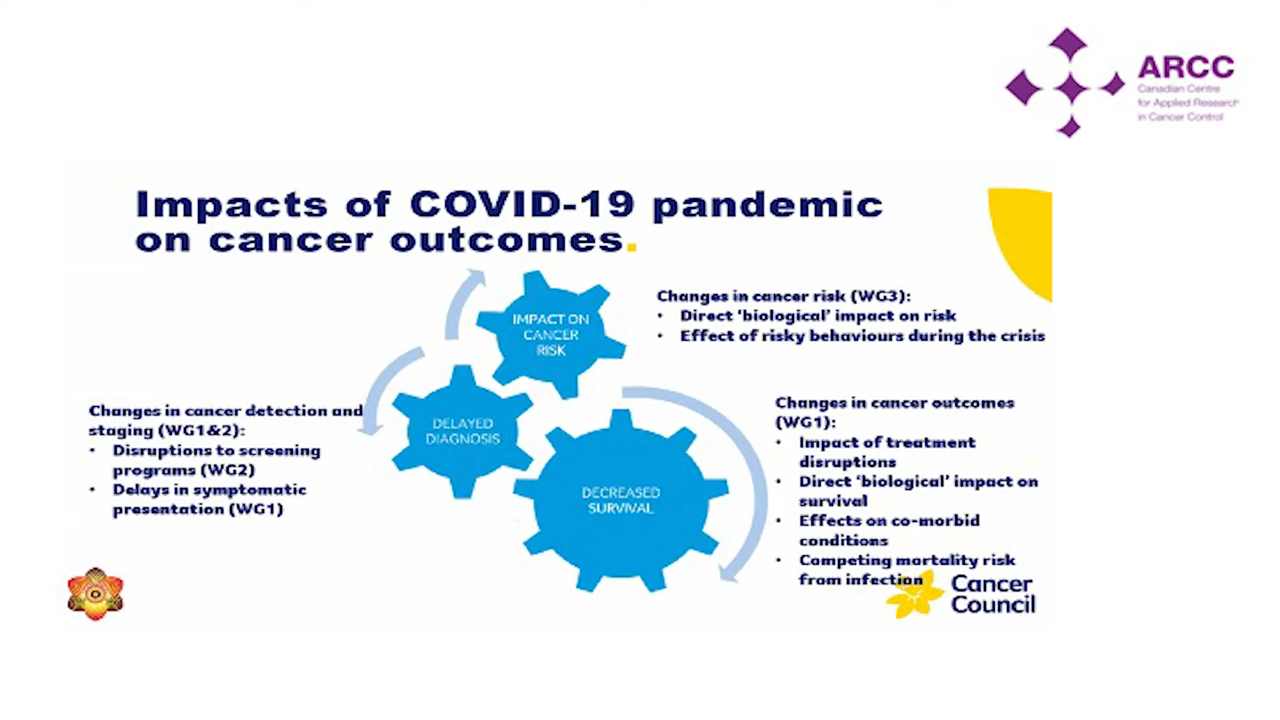 ARCC
Canadian Centre
for Applied Research
in Cancer Control
Impacts of COVID-19 pandemic
on cancer outcomes.
IMPACT ON
CANCER
RISK
Changes in cancer risk (WG3):
• Direct ‘biological’ impact on risk
• Effect of risky behaviours during the crisis
DELAYED
DIAGNOSIS
Changes in cancer detection and
staging (WG1&2):
• Disruptions to screening
programs (WG2)
• Delays in symptomatic
presentation (WG1)
DECREASED
SURVIVAL
Changes in cancer outcomes
(WG1):
• Impact of treatment
disruptions
• Direct ‘biological’ impact on
survival
• Effects on co-morbid
conditions
• Competing mortality risk
from infection
Cancer
Council